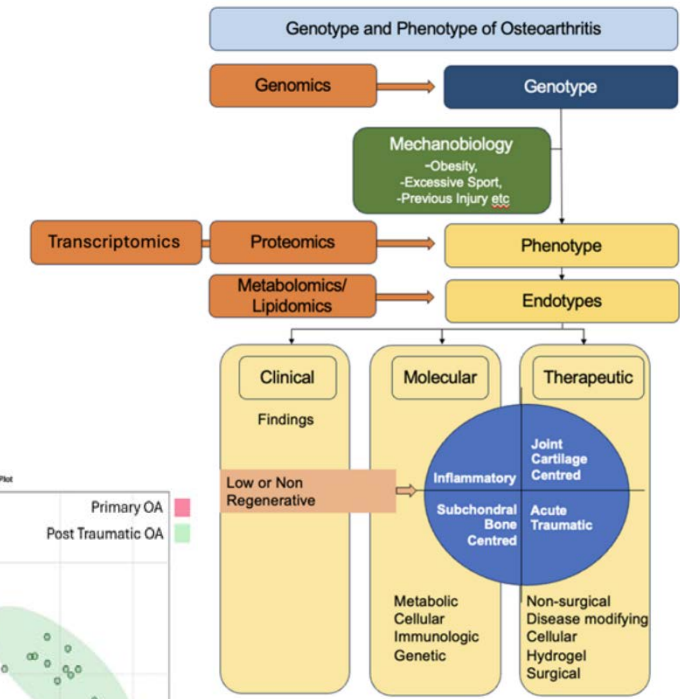 Genotype and Phenotype of Osteoarthritis
Genomics
Genotype
Mechanobiology
-Obesity,
-Excessive Sport,
-Previous Injury etc
Transcriptomics
Proteomics
Phenotype
Metabolomics/
Lipidomics
Endotypes
Clinical
Molecular
Therapeutic
Findings
Low or Non
Regenerative
Inflammatory
Joint
Cartilage
Centred
Subchondral
Bone
Centred
Acute
Traumatic
Metabolic
Cellular
Immunologic
Genetic
Non-surgical
Disease modifying
Cellular
Hydrogel
Surgical
Plot
Primary OA
Post Traumatic OA